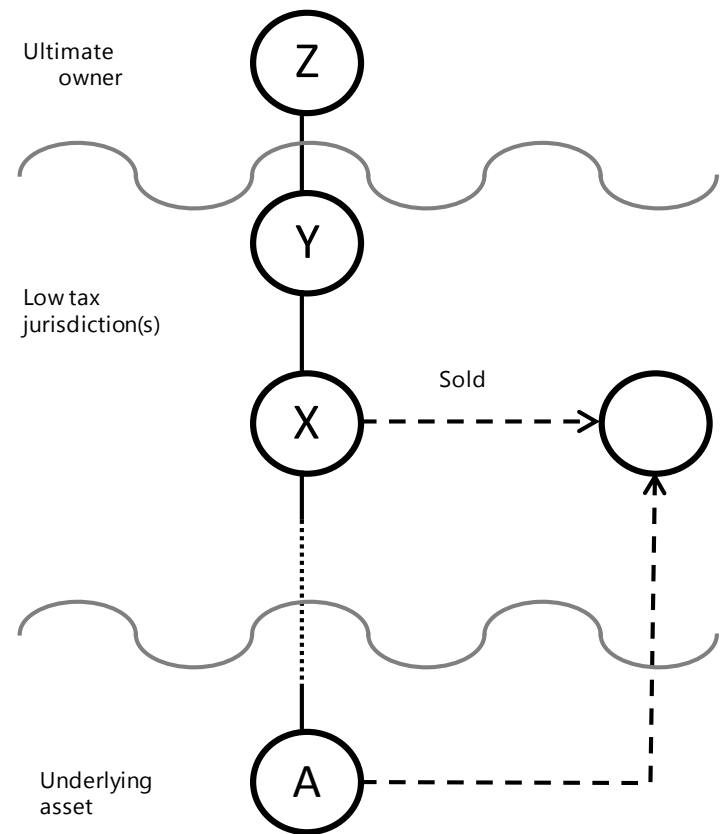 Ultimate
owner
Z
Y
Low tax
jurisdiction(s)
Sold
X
Underlying
asset
A